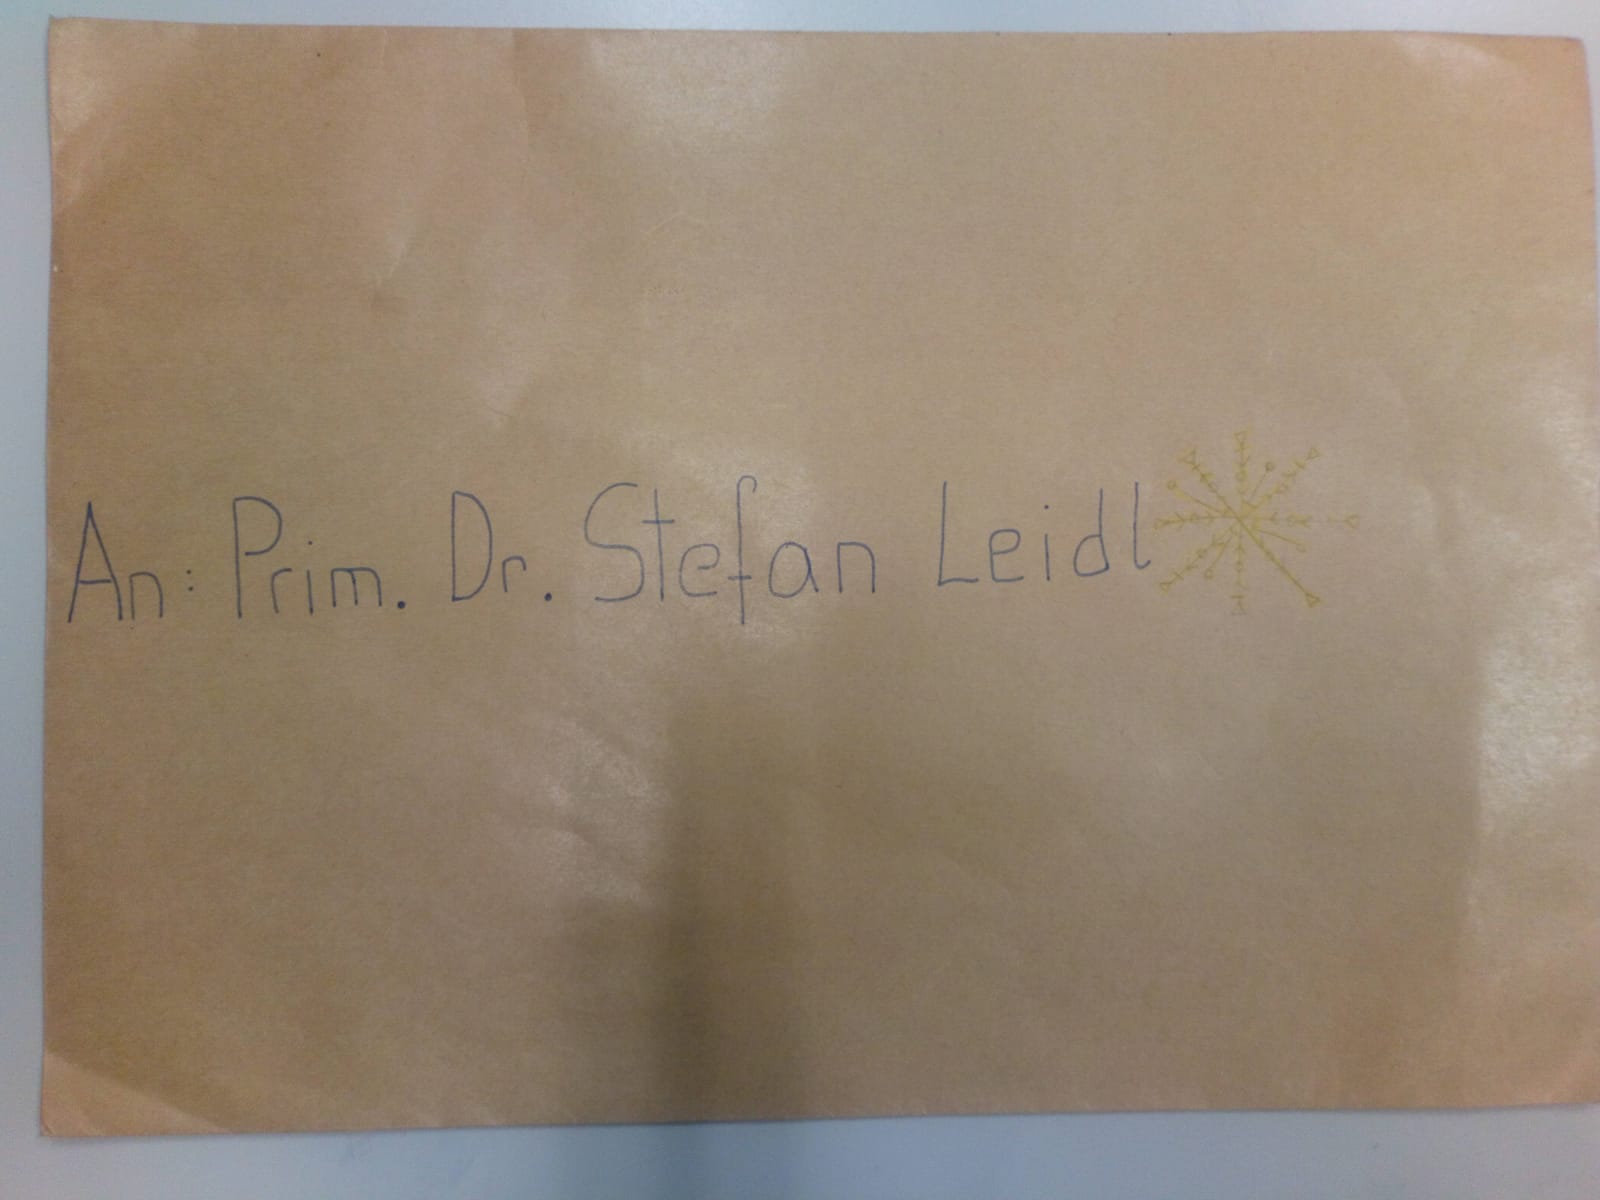 An: Prim. Dr. Stefan Leidl